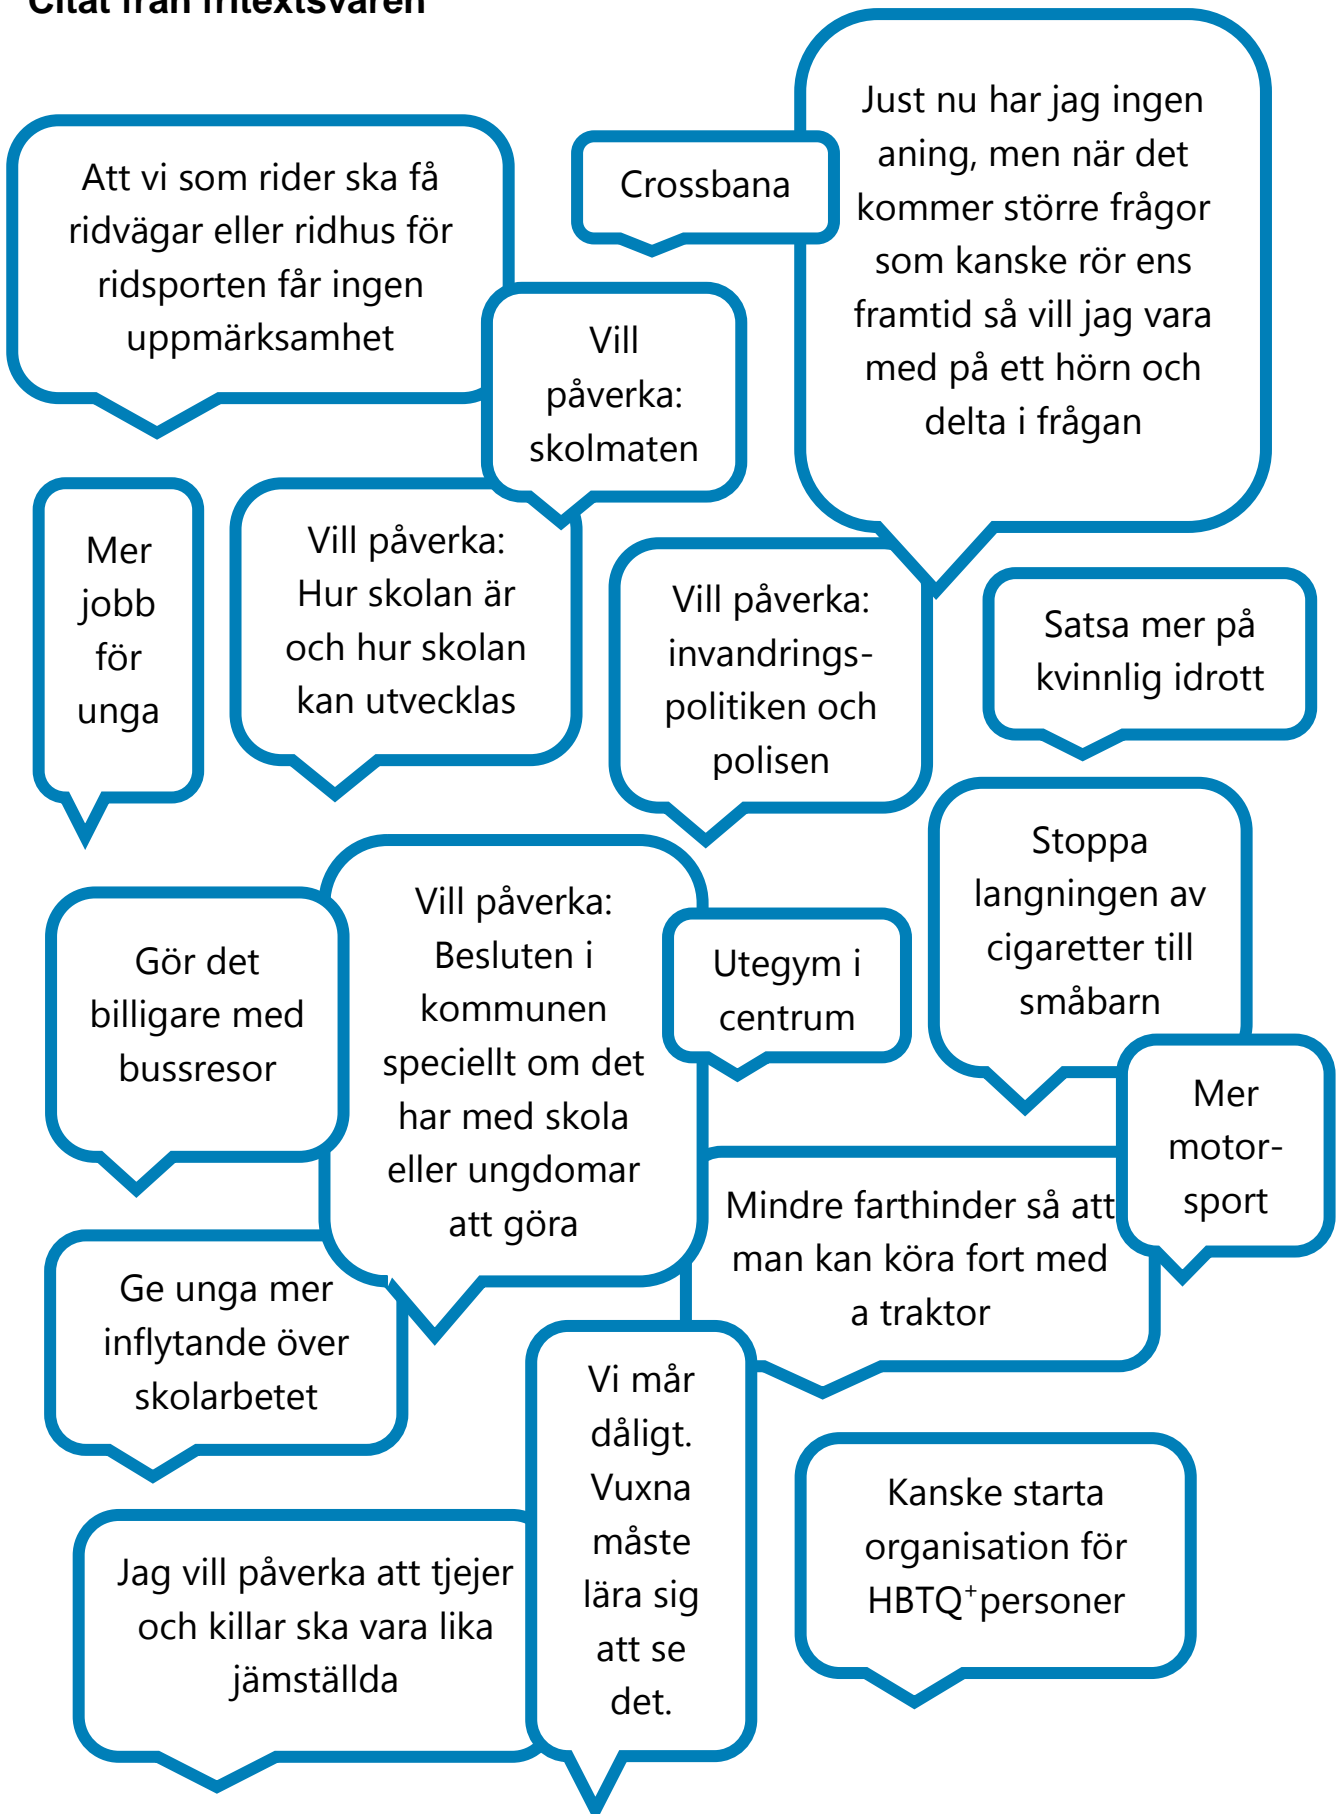 Citat från fritextsvaren
Just nu har jag ingen
aning, men när det
kommer större frågor
som kanske rör ens
framtid så vill jag vara
med på ett hörn och
delta i frågan
Crossbana
Att vi som rider ska få
ridvägar eller ridhus för
ridsporten får ingen
uppmärksamhet
Vill
påverka:
skolmaten
Mer
jobb
för
unga
Vill påverka:
Hur skolan är
och hur skolan
kan utvecklas
Vill påverka:
invandrings-
politiken och
polisen
Satsa mer på
kvinnlig idrott
Stoppa
langningen av
cigaretter till
småbarn
Gör det
billigare med
bussresor
Vill påverka:
Besluten i
kommunen
speciellt om det
har med skola
eller ungdomar
att göra
Utegym i
centrum
Mer
motor-
sport
Mindre farthinder så att
man kan köra fort med
a traktor
Ge unga mer
inflytande över
skolarbetet
Vi mår
dåligt.
Vuxna
måste
lära sig
att se
det.
Kanske starta
organisation för
HBTQ⁺personer
Jag vill påverka att tjejer
och killar ska vara lika
jämställda